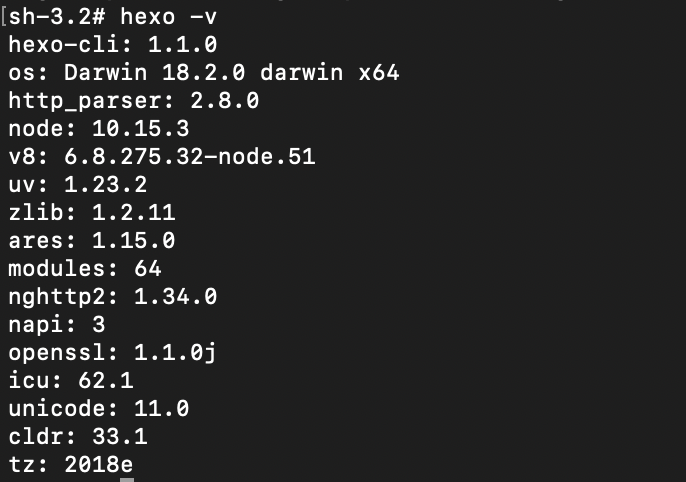 [sh-3.2# hexo -v
hexo-cli: 1.1.0
os: Darwin 18.2.0 darwin x64
http_parser: 2.8.0
node: 10.15.3
v8: 6.8.275.32-node.51
uv: 1.23.2
zlib: 1.2.11
ares: 1.15.0
modules: 64
nghttp2: 1.34.0
napi: 3
openssl: 1.1.0j
icu: 62.1
unicode: 11.0
cldr: 33.1
tz: 2018e